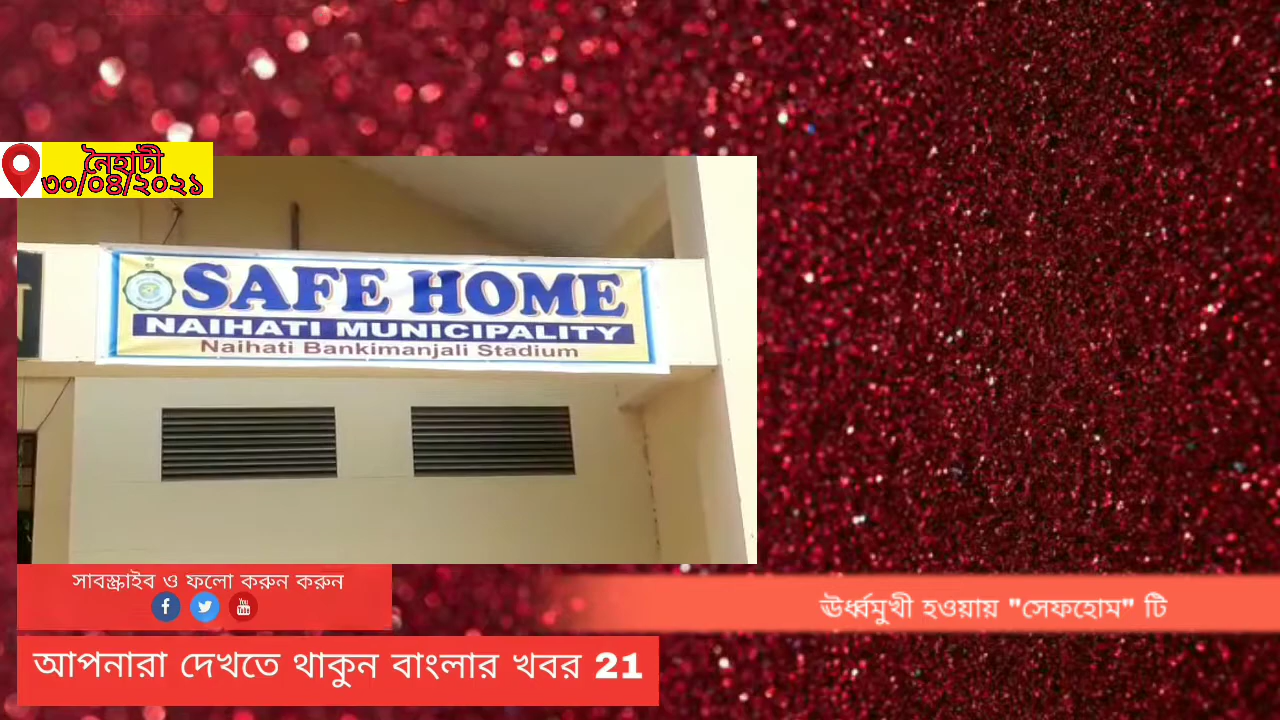 নৈহাটী
৩০/০৪/২০২১
SAFE HOME
NAIHATI MUNICIPALITY
Naihati Bankimanjali Stadium
সাবস্ক্রাইব ও ফলো করুন করুন
ঊর্ধ্বমুখী হওয়ায় "সেফহোম" টি
আপনারা দেখতে থাকুন বাংলার খবর 21